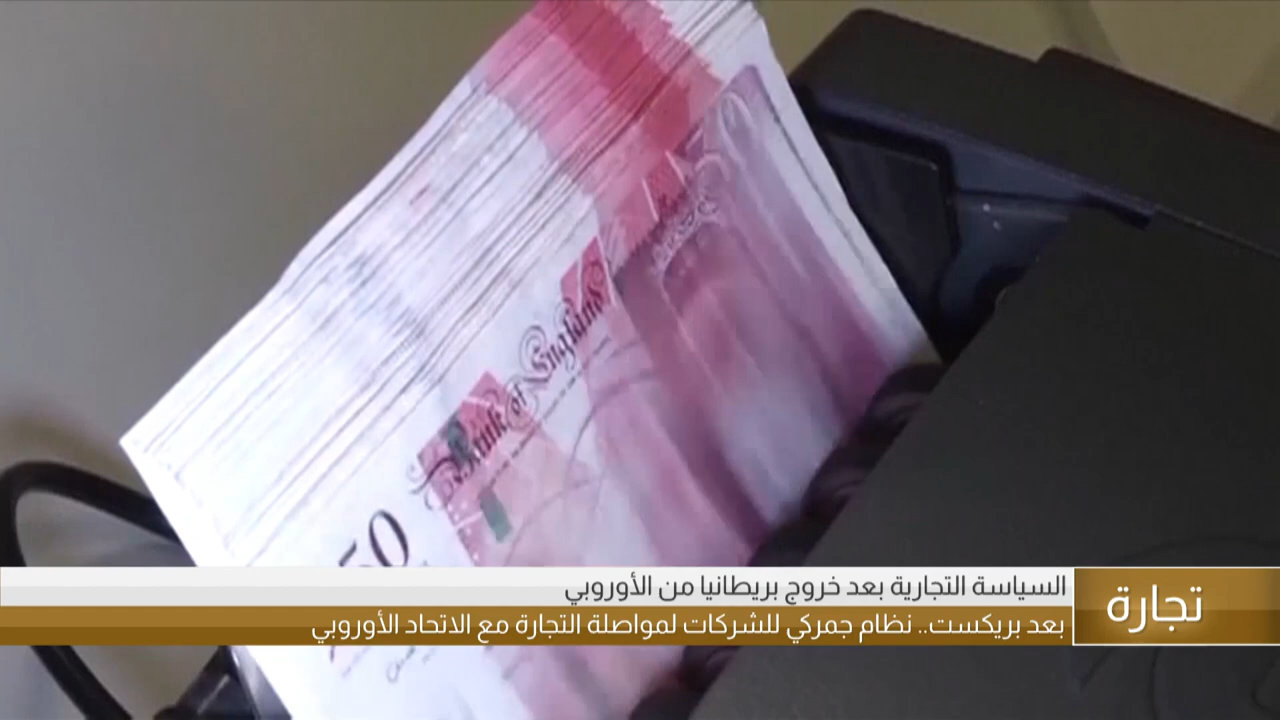 Bank of England
50
السياسة التجارية بعد خروج بريطانيا من الأوروبي
تجارة
بعد بريكست.. نظام جمركي للشركات لمواصلة التجارة مع الاتحاد الأوروبي